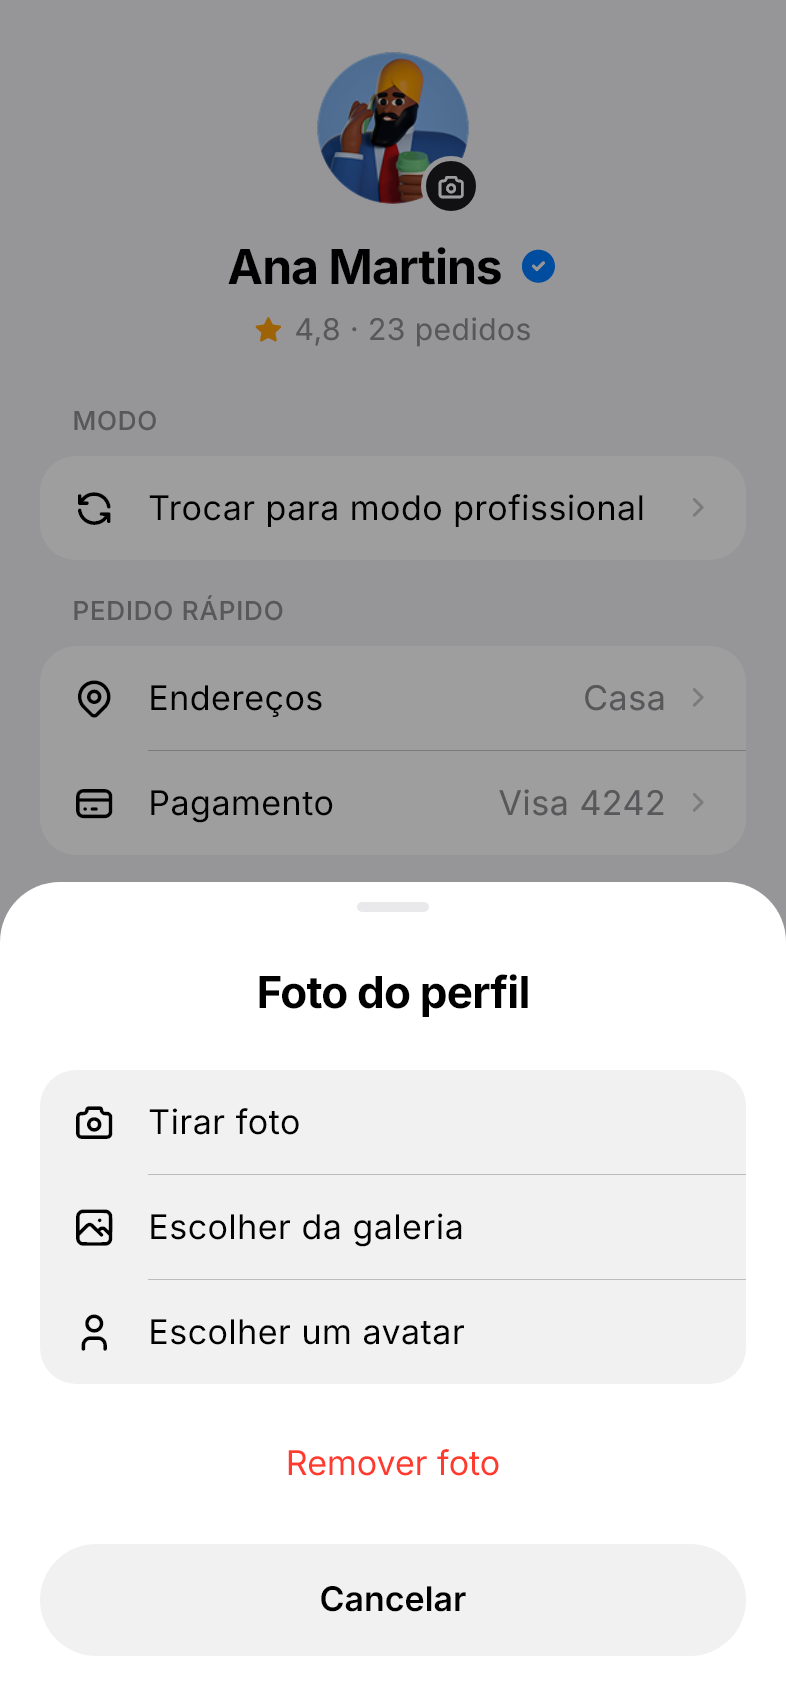 Ana Martins
4,8 · 23 pedidos
MODO
Trocar para modo profissional
PEDIDO RÁPIDO
Endereços Casa
Pagamento Visa 4242
Foto do perfil
Tirar foto
Escolher da galeria
Escolher um avatar
Remover foto
Cancelar